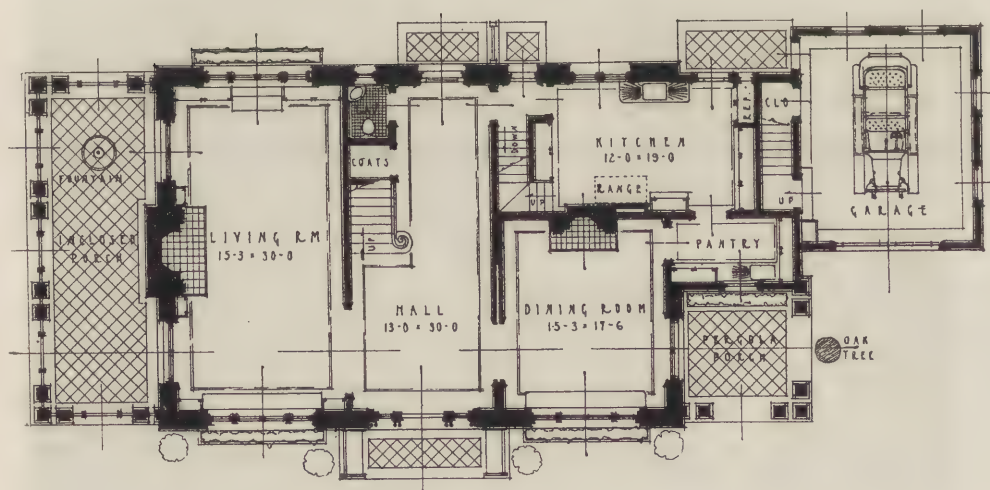 FOUNTAIN
INCLOSED
PORCH
LIVING RM
15-3 = 30-0
COATS
UP
HALL
13-0 = 30-0
DOWN
UP
KITCHEN
12-0 = 19-0
RANGE
REF
CLO
UP
GARAGE
PANTRY
DINING ROOM
15-3 = 17-6
PERGOLA
PORCH
OAK
TREE